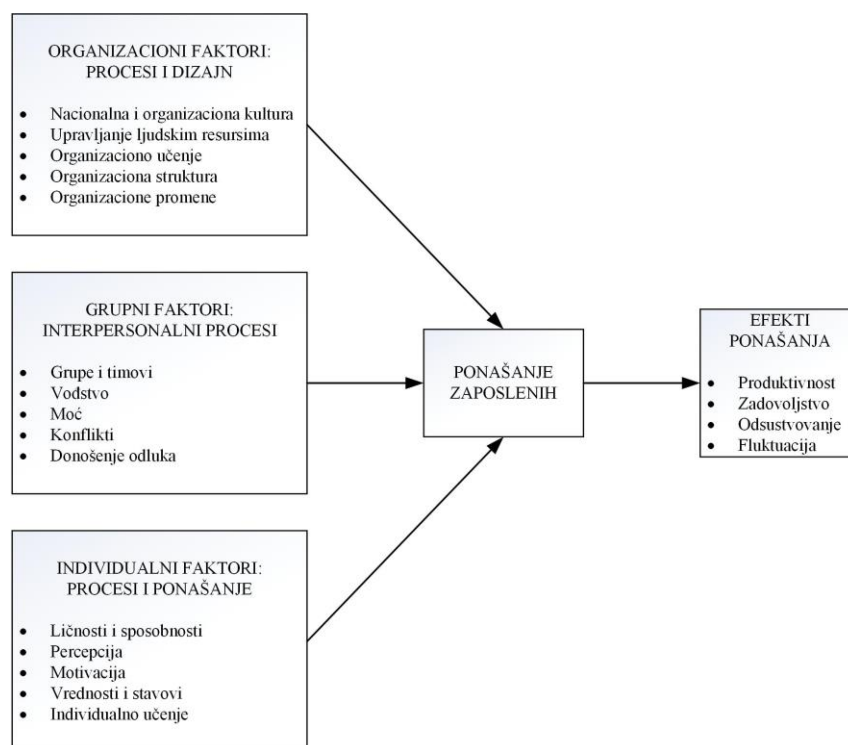 ORGANIZACIONI FAKTORI:
PROCESI I DIZAJN
• Nacionalna i organizaciona kultura
• Upravljanje ljudskim resursima
• Organizaciono učenje
• Organizaciona struktura
• Organizacione promene
GRUPNI FAKTORI:
INTERPERSONALNI PROCESI
• Grupe i timovi
• Vodstvo
• Moć
• Konflikti
• Donošenje odluka
INDIVIDUALNI FAKTORI:
PROCESI I PONAŠANJE
• Ličnosti i sposobnosti
• Percepcija
• Motivacija
• Vrednosti i stavovi
• Individualno učenje
PONAŠANJE
ZAPOSLENIH
EFEKTI
PONAŠANJA
• Produktivnost
• Zadovoljstvo
• Odsustvovanje
• Fluktuacija